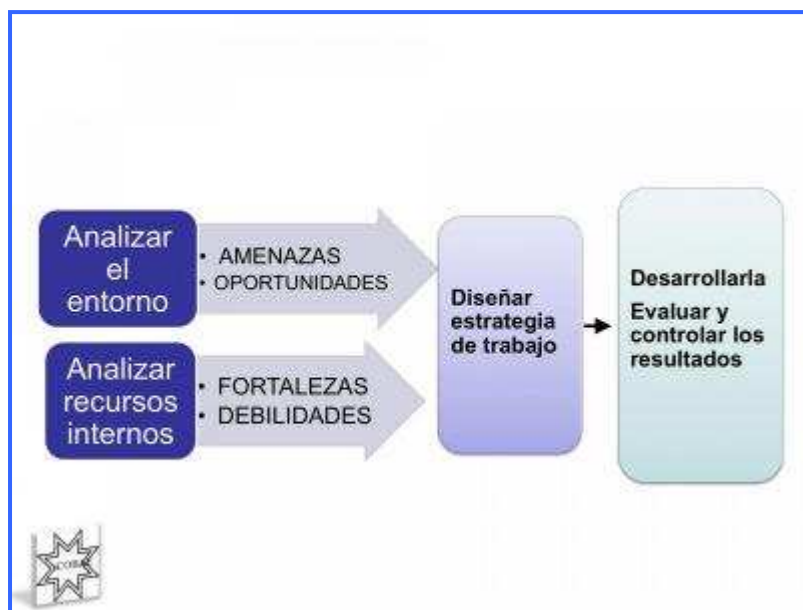 Analizar
el
entorno
• AMENAZAS
• OPORTUNIDADES
Analizar
recursos
internos
• FORTALEZAS
• DEBILIDADES
Diseñar
estrategia
de trabajo
Desarrollarla
Evaluar y
controlar los
resultados